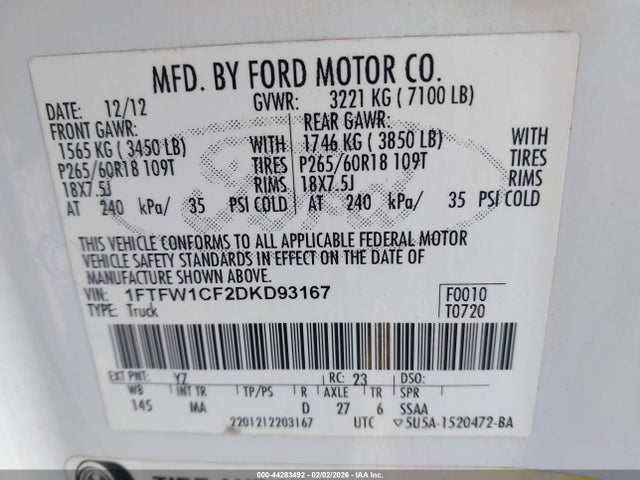 MFD. BY FORD MOTOR CO.
DATE: 12/12 GVWR: 3221 KG ( 7100 LB)
FRONT GAWR: REAR GAWR:
1565 KG ( 3450 LB) WITH 1746 KG ( 3850 LB) WITH
P265/60R18 109T TIRES P265/60R18 109T TIRES
18X7.5J RIMS 18X7.5J RIMS
AT 240 kPa/ 35 PSI COLD AT 240 kPa/ 35 PSI COLD
THIS VEHICLE CONFORMS TO ALL APPLICABLE FEDERAL MOTOR
VEHICLE SAFETY STANDARDS IN EFFECT ON THE DATE OF
MANUFACTURE SHOWN ABOVE.
VIN: 1FTFW1CF2DKD93167 F0010
TYPE: Truck T0720
EXT PNT: YZ RC: 23 DSO:
WB INT TR TP/PS R AXLE TR SPR
145 MA D 27 6 SSAA
2201212203167 UTC ▽5U5A-1520472-BA
000-44283492 - 02/02/2026 - IAA, Inc.